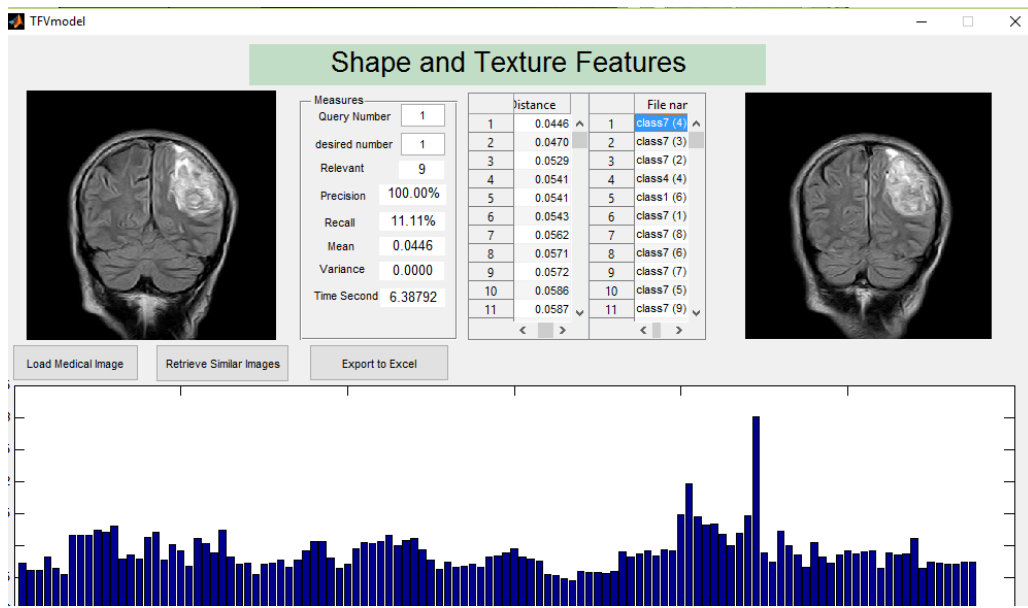 TFVmodel
Shape and Texture Features
Measures
Query Number 1
desired number 1
Relevant 9
Precision 100.00%
Recall 11.11%
Mean 0.0446
Variance 0.0000
Time Second 6.38792
Distance File nar
1 0.0446 1 class7 (4)
2 0.0470 2 class7 (3)
3 0.0529 3 class7 (2)
4 0.0541 4 class4 (4)
5 0.0541 5 class1 (6)
6 0.0543 6 class7 (1)
7 0.0562 7 class7 (8)
8 0.0571 8 class7 (6)
9 0.0572 9 class7 (7)
10 0.0586 10 class7 (5)
11 0.0587 11 class7 (9)
Load Medical Image
Retrieve Similar Images
Export to Excel